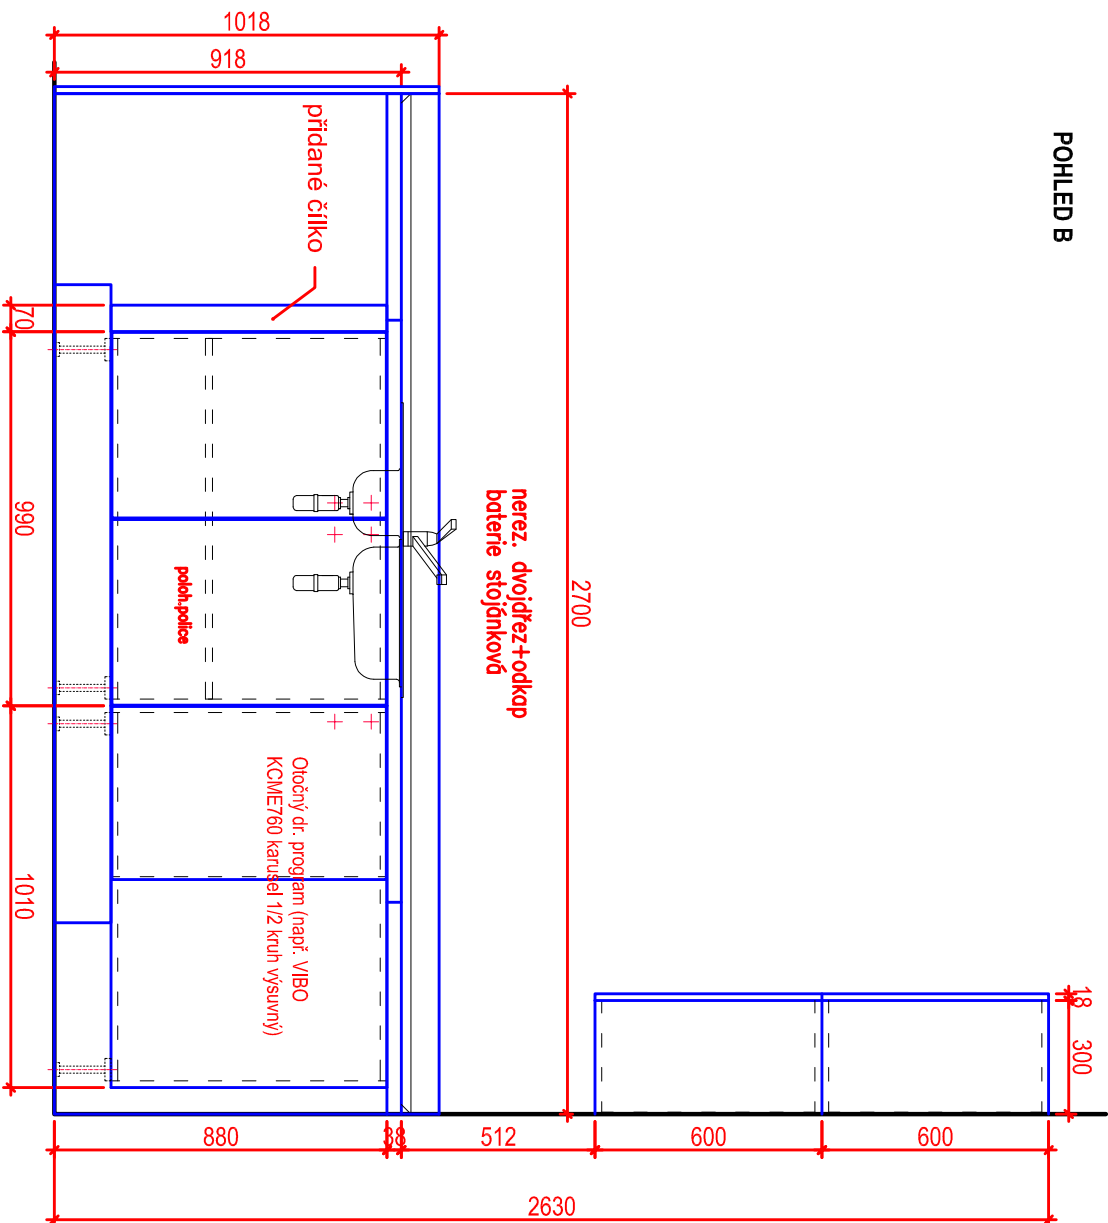 POHLED B
1018
918
přidané čílko
70
990
1010
poloh.police
nerez. dvojdřez+odkap
baterie stojánková
2700
Otočný dr. program (např. VIBO
KCME760 karusel 1/2 kruh výsuvný)
18
300
880
38
512
600
600
2630